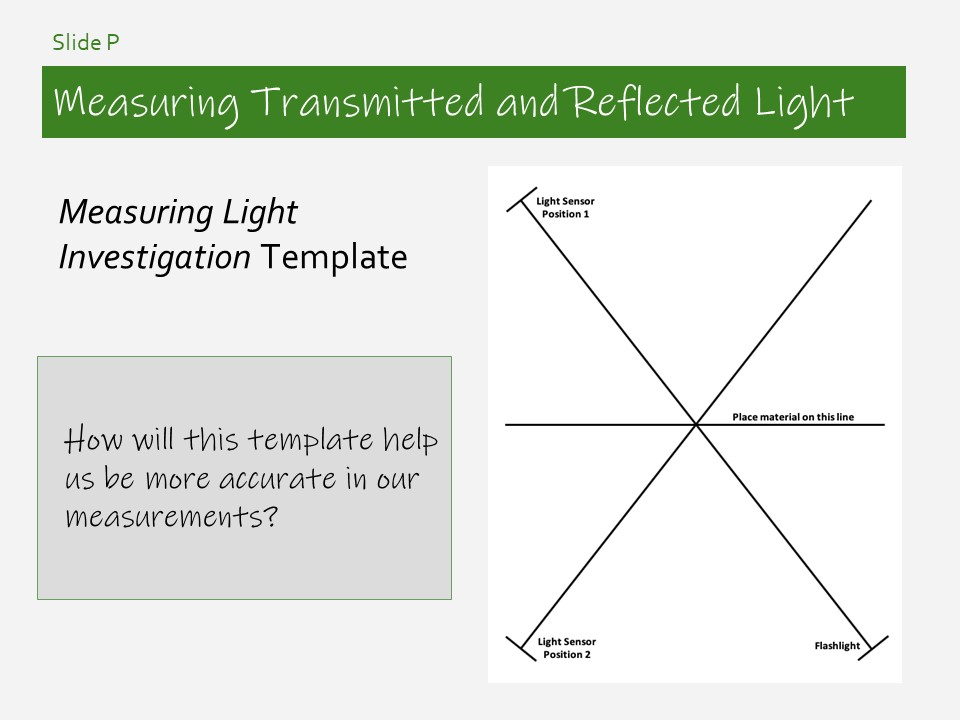 Slide P
Measuring Transmitted and Reflected Light
Measuring Light
Investigation Template
How will this template help
us be more accurate in our
measurements?
Light Sensor
Position 1
Place material on this line
Light Sensor
Position 2
Flashlight